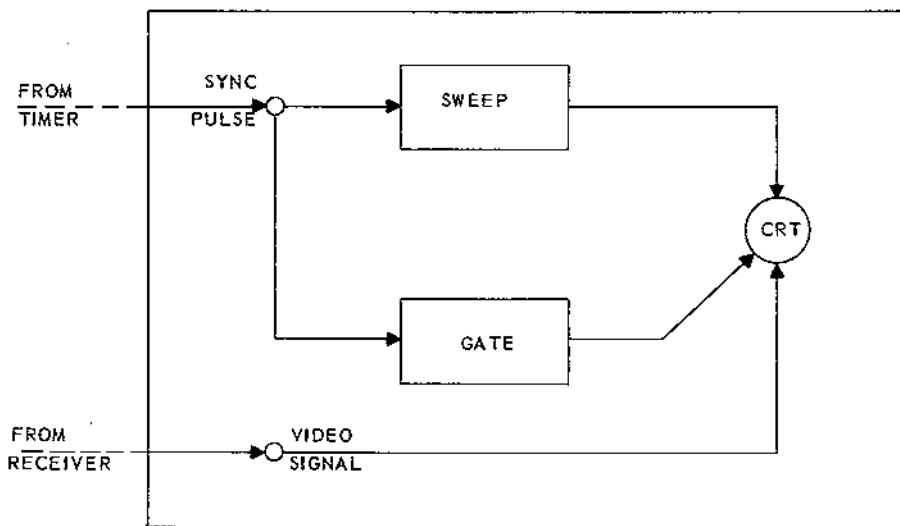 FROM
TIMER
SYNC
PULSE
SWEEP
CRT
GATE
FROM
RECEIVER
VIDEO
SIGNAL